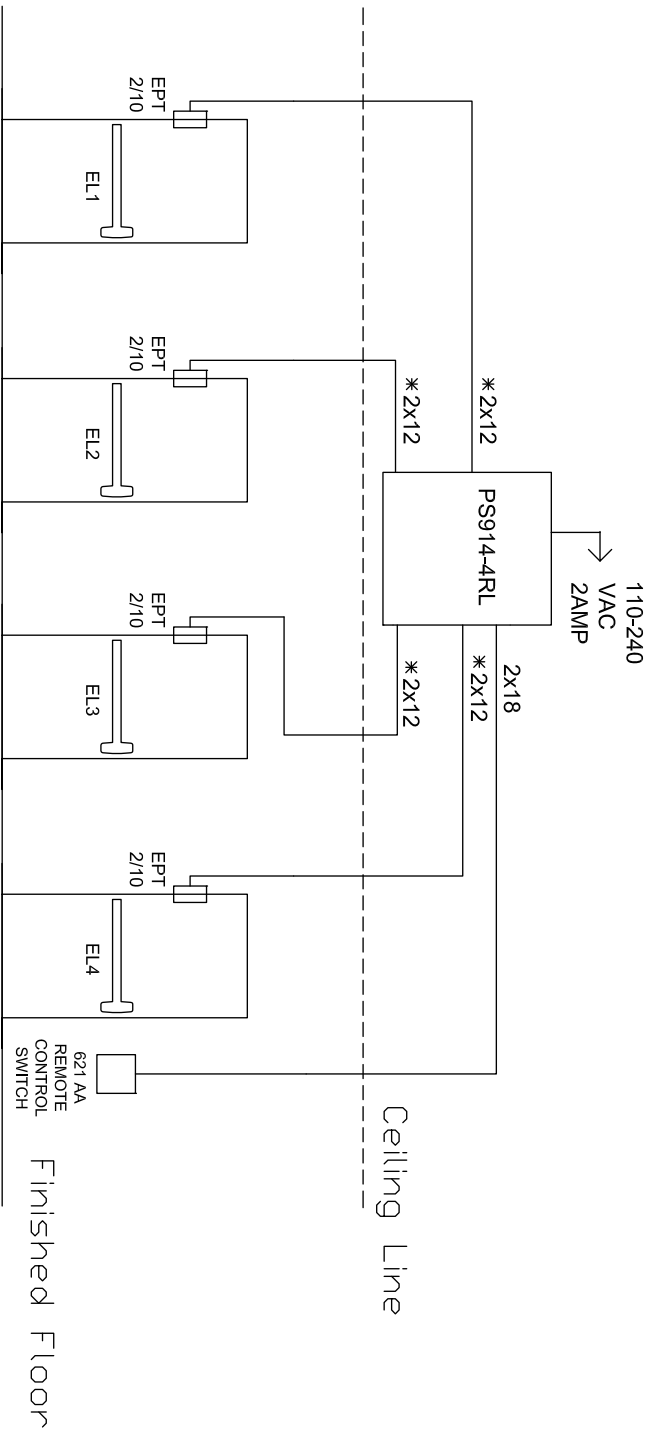 110-240
VAC
2AMP
PS914-4RL
* 2x12
* 2x12
* 2x12
* 2x12
2x18
Ceiling Line
EPT
2/10
EL1
EPT
2/10
EL2
EPT
2/10
EL3
EPT
2/10
EL4
621 AA
REMOTE
CONTROL
SWITCH
Finished Floor